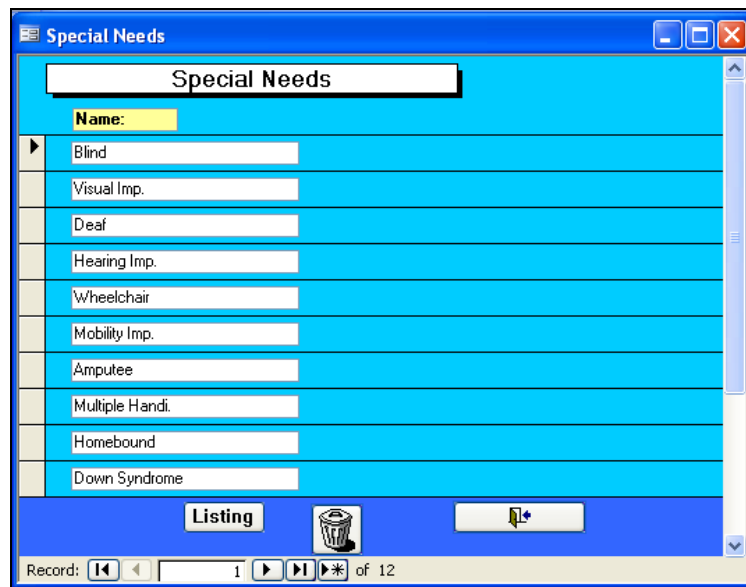 Special Needs
Special Needs
Name:
Blind
Visual Imp.
Deaf
Hearing Imp.
Wheelchair
Mobility Imp.
Amputee
Multiple Handi.
Homebound
Down Syndrome
Listing
Record: 1 of 12